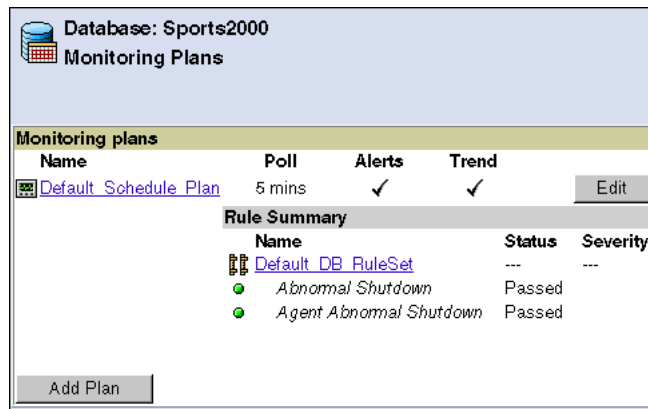 Database: Sports2000
Monitoring Plans
Monitoring plans
Name Poll Alerts Trend
Default_Schedule_Plan 5 mins ✓ ✓ Edit
Rule Summary
Name Status Severity
Default_DB_RuleSet --- ---
Abnormal Shutdown Passed
Agent Abnormal Shutdown Passed
Add Plan